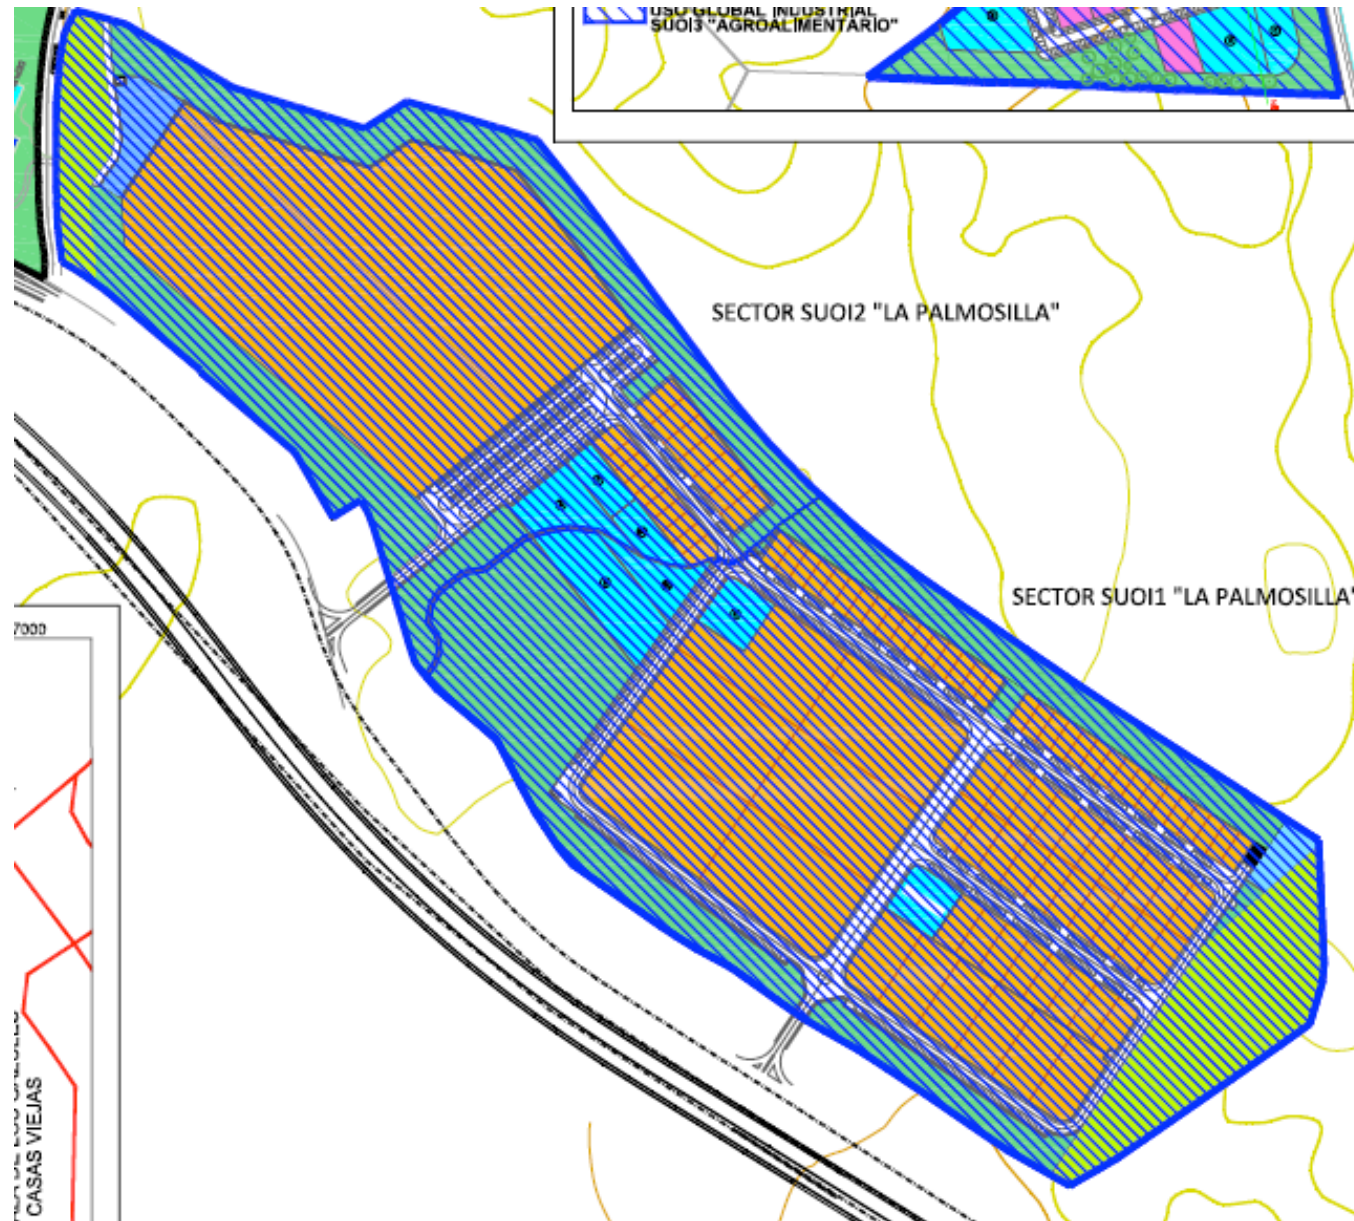 USO GLOBAL INDUSTRIAL
SUOI3 "AGROALIMENTARIO"
SECTOR SUOI2 "LA PALMOSILLA"
SECTOR SUOI1 "LA PALMOSILLA"
7000
CASAS VIEJAS